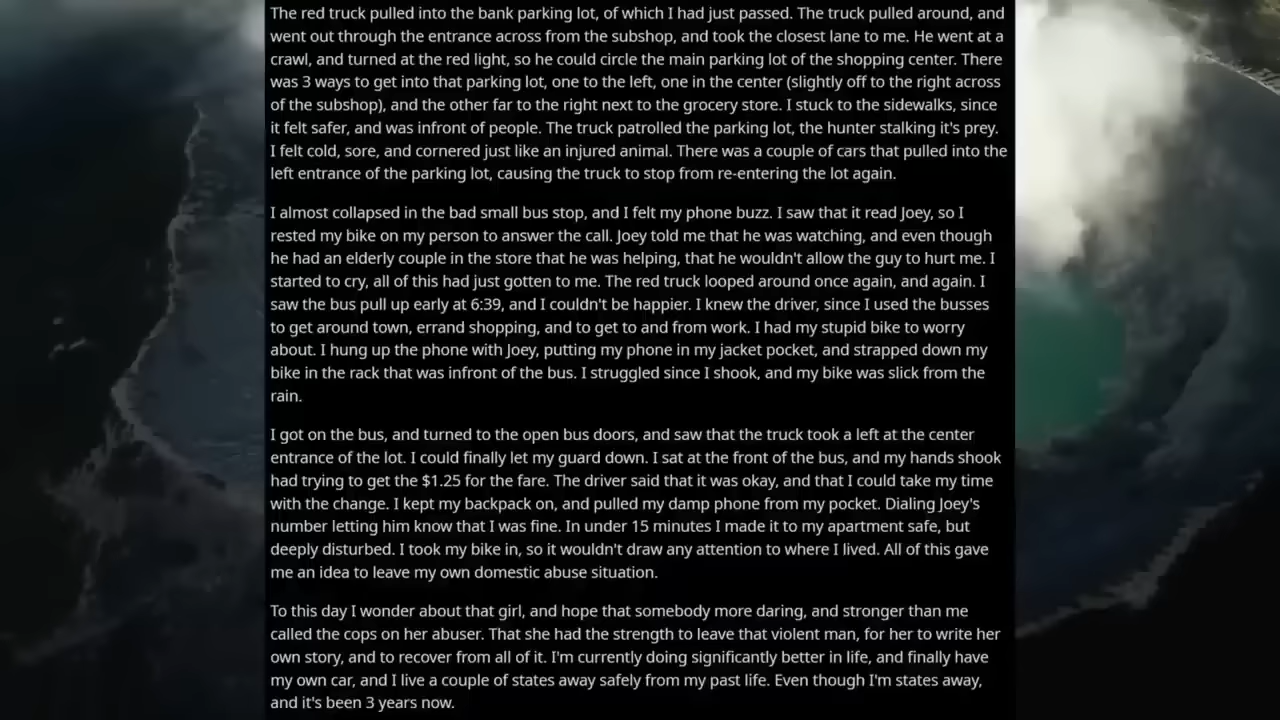 The red truck pulled into the bank parking lot, of which I had just passed. The truck pulled around, and
went out through the entrance across from the subshop, and took the closest lane to me. He went at a
crawl, and turned at the red light, so he could circle the main parking lot of the shopping center. There
was 3 ways to get into that parking lot, one to the left, one in the center (slightly off to the right across
of the subshop), and the other far to the right next to the grocery store. I stuck to the sidewalks, since
it felt safer, and was infront of people. The truck patrolled the parking lot, the hunter stalking it's prey.
I felt cold, sore, and cornered just like an injured animal. There was a couple of cars that pulled into the
left entrance of the parking lot, causing the truck to stop from re-entering the lot again.
I almost collapsed in the bad small bus stop, and I felt my phone buzz. I saw that it read Joey, so I
rested my bike on my person to answer the call. Joey told me that he was watching, and even though
he had an elderly couple in the store that he was helping, that he wouldn't allow the guy to hurt me. I
started to cry, all of this had just gotten to me. The red truck looped around once again, and again. I
saw the bus pull up early at 6:39, and I couldn't be happier. I knew the driver, since I used the busses
to get around town, errand shopping, and to get to and from work. I had my stupid bike to worry
about. I hung up the phone with Joey, putting my phone in my jacket pocket, and strapped down my
bike in the rack that was infront of the bus. I struggled since I shook, and my bike was slick from the
rain.
I got on the bus, and turned to the open bus doors, and saw that the truck took a left at the center
entrance of the lot. I could finally let my guard down. I sat at the front of the bus, and my hands shook
had trying to get the $1.25 for the fare. The driver said that it was okay, and that I could take my time
with the change. I kept my backpack on, and pulled my damp phone from my pocket. Dialing Joey's
number letting him know that I was fine. In under 15 minutes I made it to my apartment safe, but
deeply disturbed. I took my bike in, so it wouldn't draw any attention to where I lived. All of this gave
me an idea to leave my own domestic abuse situation.
To this day I wonder about that girl, and hope that somebody more daring, and stronger than me
called the cops on her abuser. That she had the strength to leave that violent man, for her to write her
own story, and to recover from all of it. I'm currently doing significantly better in life, and finally have
my own car, and I live a couple of states away safely from my past life. Even though I'm states away,
and it's been 3 years now.